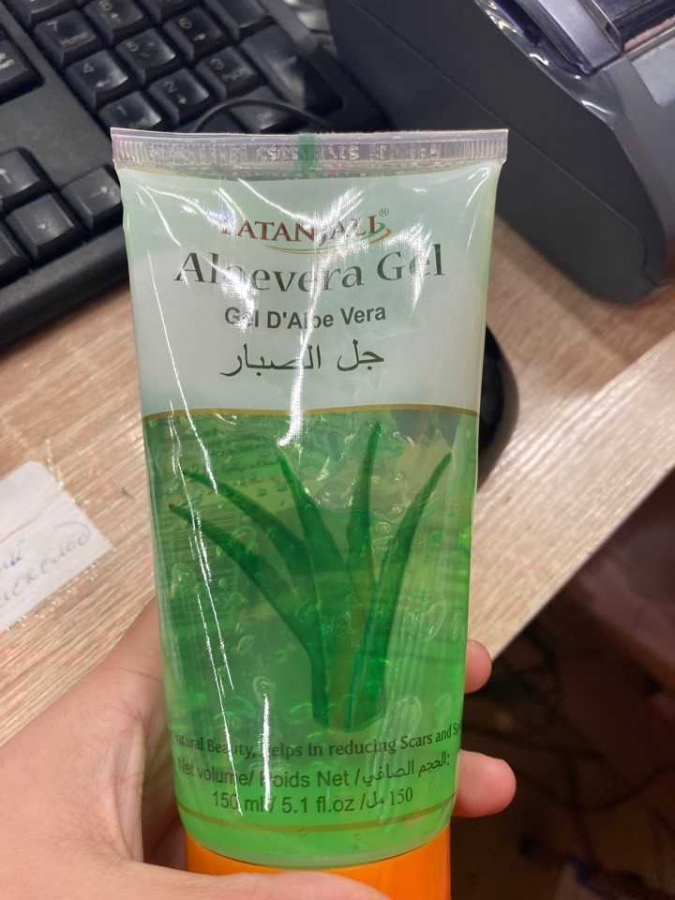 PATANJALI®
Aloevera Gel
Gel D'Aloe Vera
جل الصبار
Natural Beauty, helps in reducing Scars and
Net volume/ Poids Net /الحجم الصافي:
150 ml/ 5.1 fl.oz /150 مل